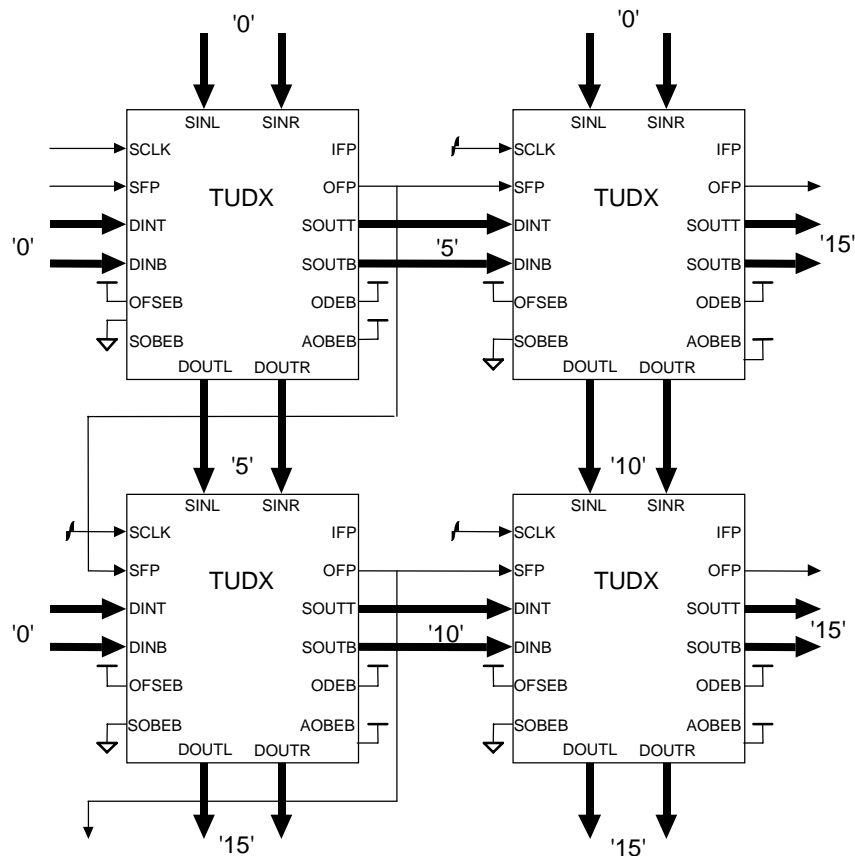 '0' '0'
SINL SINR SINL SINR
SCLK IFP SCLK IFP
SFP TUDX OFP SFP TUDX OFP
DINT SOUTT DINT SOUTT
'0' '5' '15'
DINB SOUTB DINB SOUTB
OFSEB ODEB OFSEB ODEB
SOBEB AOBEB SOBEB AOBEB
DOUTL DOUTR DOUTL DOUTR
'5' '10'
SINL SINR SINL SINR
SCLK IFP SCLK IFP
SFP TUDX OFP SFP TUDX OFP
DINT SOUTT DINT SOUTT
'0' '10' '15'
DINB SOUTB DINB SOUTB
OFSEB ODEB OFSEB ODEB
SOBEB AOBEB SOBEB AOBEB
DOUTL DOUTR DOUTL DOUTR
'15' '15'